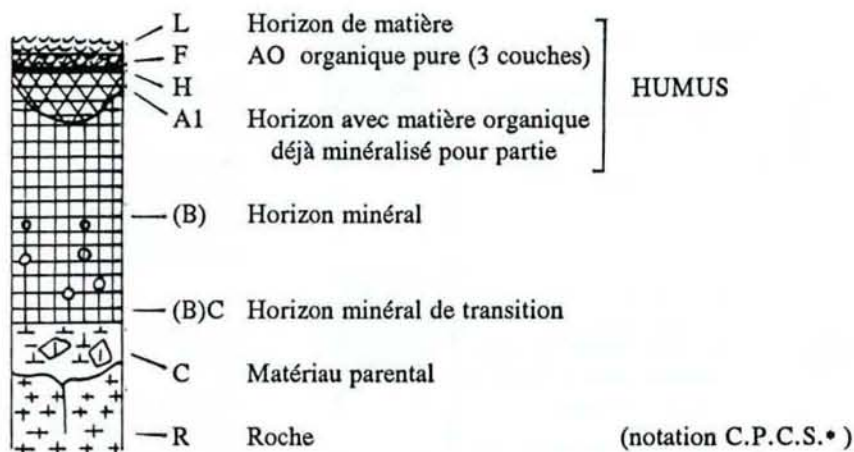 L Horizon de matière
F AO organique pure (3 couches)
H
A1 Horizon avec matière organique
déjà minéralisé pour partie
HUMUS
(B) Horizon minéral
(B)C Horizon minéral de transition
C Matériau parental
R Roche (notation C.P.C.S.*)